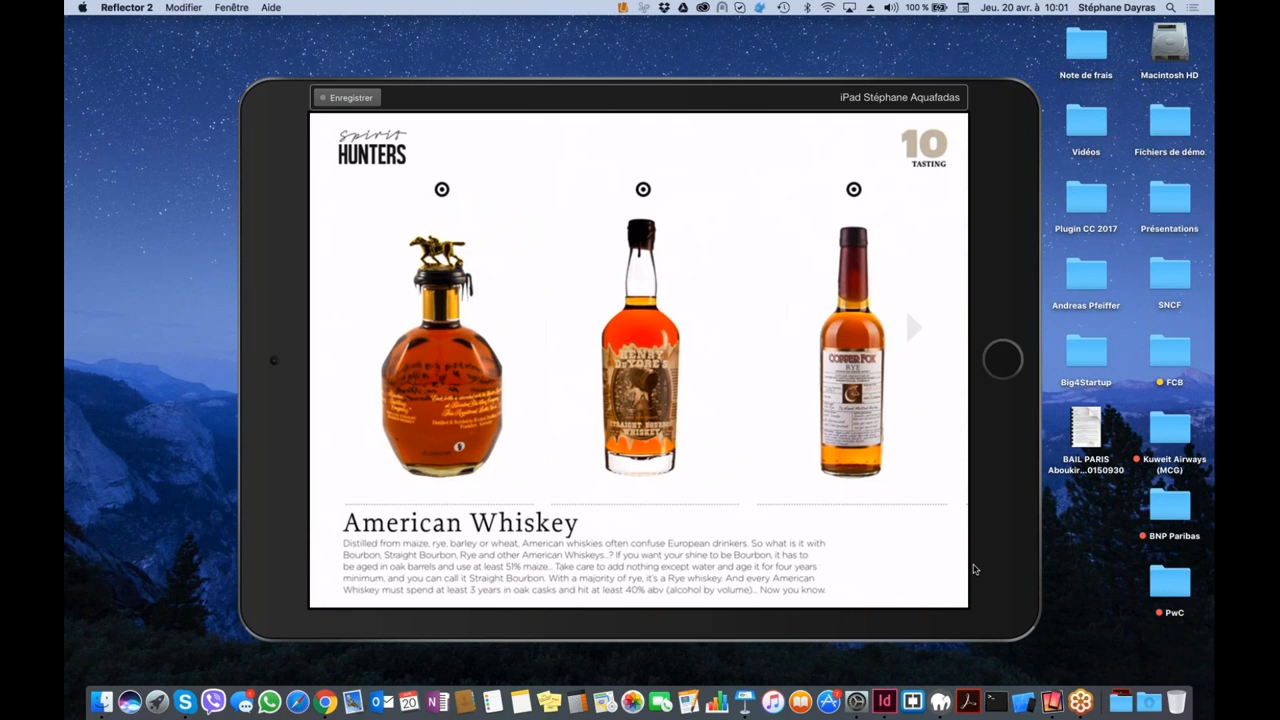 Reflector 2 Modifier Fenêtre Aide
100 % Jeu. 20 avr. à 10:01 Stéphane Dayras
Enregistrer
iPad Stéphane Aquafadas
Spirit
HUNTERS
10
TASTING
HENRY
DUYORE'S
STRAIGHT BOURBON
WHISKEY
COPPER FOX
RYE
American Whiskey
Distilled from maize, rye, barley or wheat, American whiskies often confuse European drinkers. So what is it with
Bourbon, Straight Bourbon, Rye and other American Whiskeys...? If you want your shine to be Bourbon, it has to
be aged in oak barrels and use at least 51% maize... Take care to add nothing except water and age it for four years
minimum, and you can call it Straight Bourbon. With a majority of rye, it's a Rye whiskey. And every American
Whiskey must spend at least 3 years in oak casks and hit at least 40% abv (alcohol by volume)... Now you know.
Note de frais
Macintosh HD
Vidéos
Fichiers de démo
Plugin CC 2017
Présentations
Andreas Pfeiffer
SNCF
Big4Startup
FCB
BAIL PARIS
Aboukir...0150930
Kuweit Airways
(MCG)
BNP Paribas
PwC
20
Id